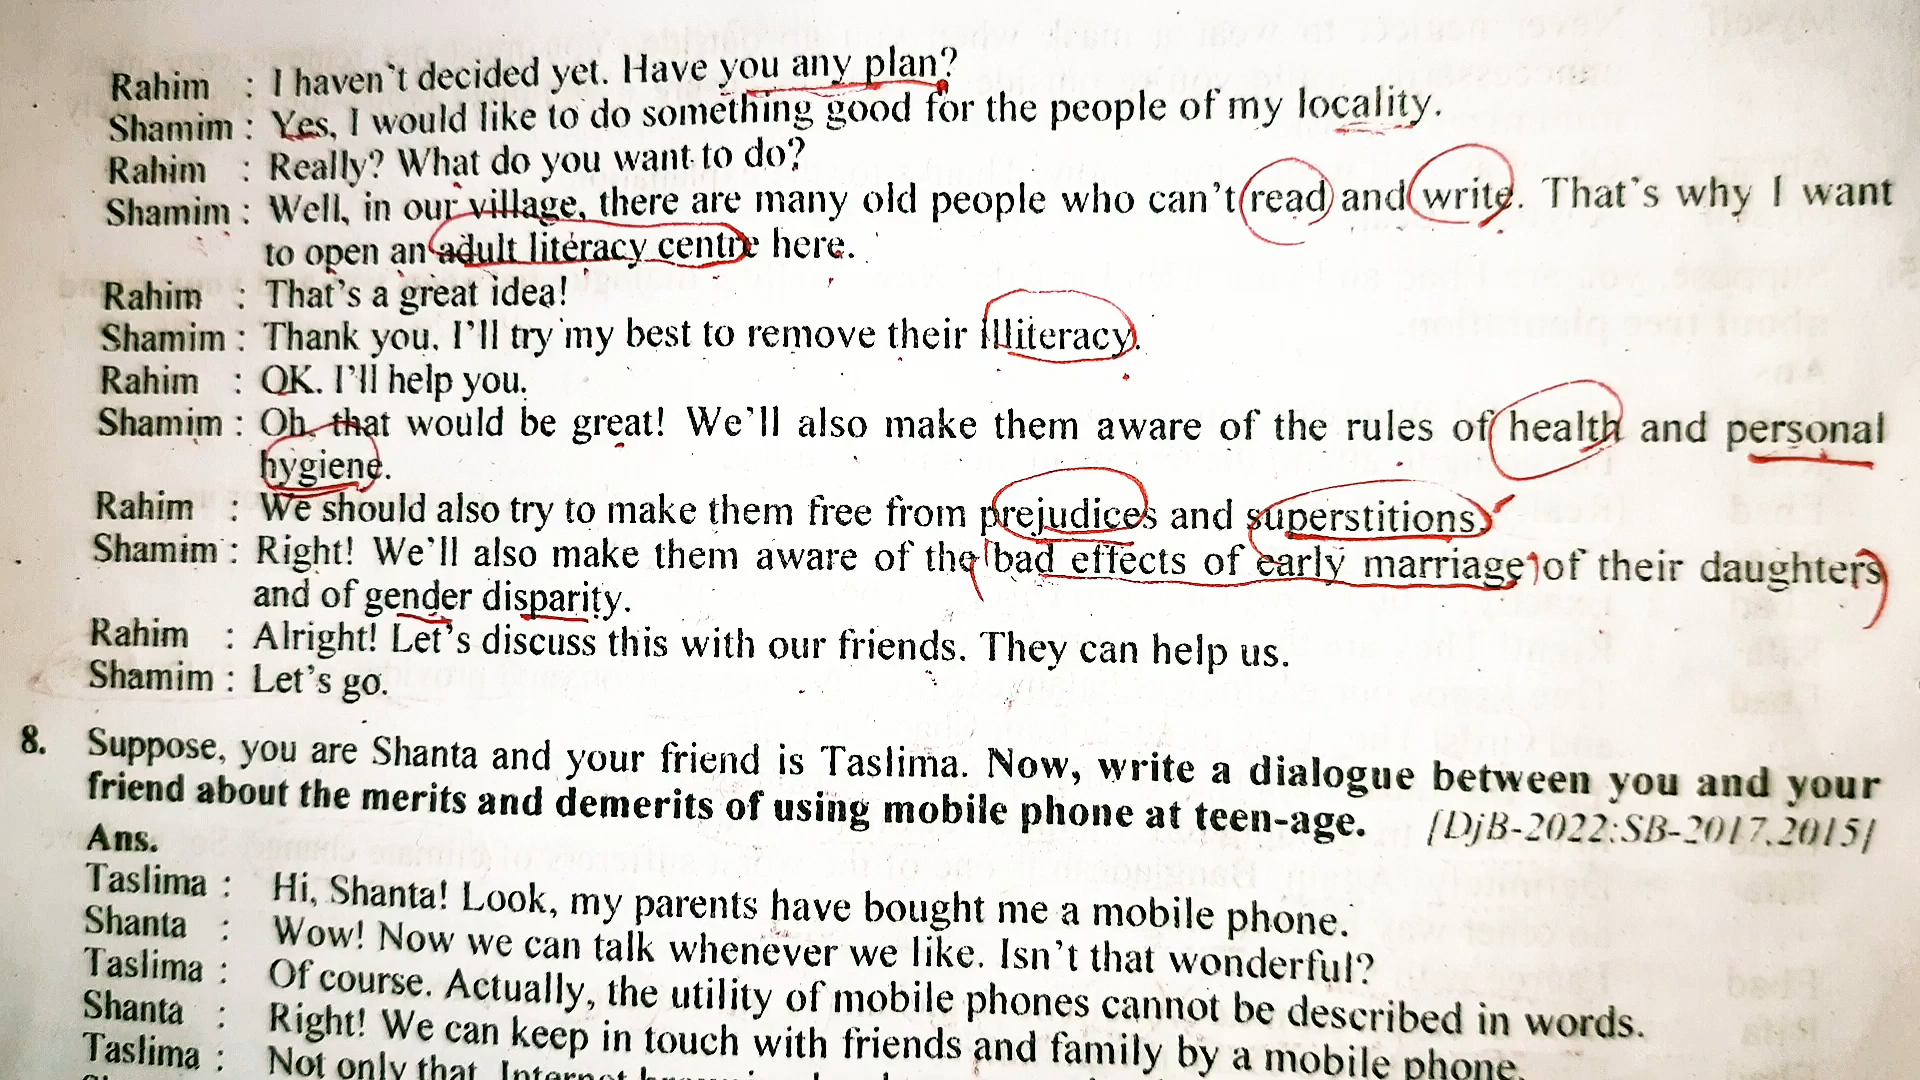 Rahim : I haven't decided yet. Have you any plan?
Shamim : Yes, I would like to do something good for the people of my locality.
Rahim : Really? What do you want to do?
Shamim : Well, in our village, there are many old people who can't read and write. That's why I want
to open an adult literacy centre here.
Rahim : That's a great idea!
Shamim : Thank you. I'll try my best to remove their illiteracy.
Rahim : OK. I'll help you.
Shamim : Oh, that would be great! We'll also make them aware of the rules of health and personal
hygiene.
Rahim : We should also try to make them free from prejudices and superstitions.
Shamim : Right! We'll also make them aware of the bad effects of early marriage of their daughters
and of gender disparity.
Rahim : Alright! Let's discuss this with our friends. They can help us.
Shamim : Let's go.
8. Suppose, you are Shanta and your friend is Taslima. Now, write a dialogue between you and your
friend about the merits and demerits of using mobile phone at teen-age. [DjB-2022:SB-2017.2015]
Ans.
Taslima : Hi, Shanta! Look, my parents have bought me a mobile phone.
Shanta : Wow! Now we can talk whenever we like. Isn't that wonderful?
Taslima : Of course. Actually, the utility of mobile phones cannot be described in words.
Shanta : Right! We can keep in touch with friends and family by a mobile phone.
Taslima : Not only that. Internet